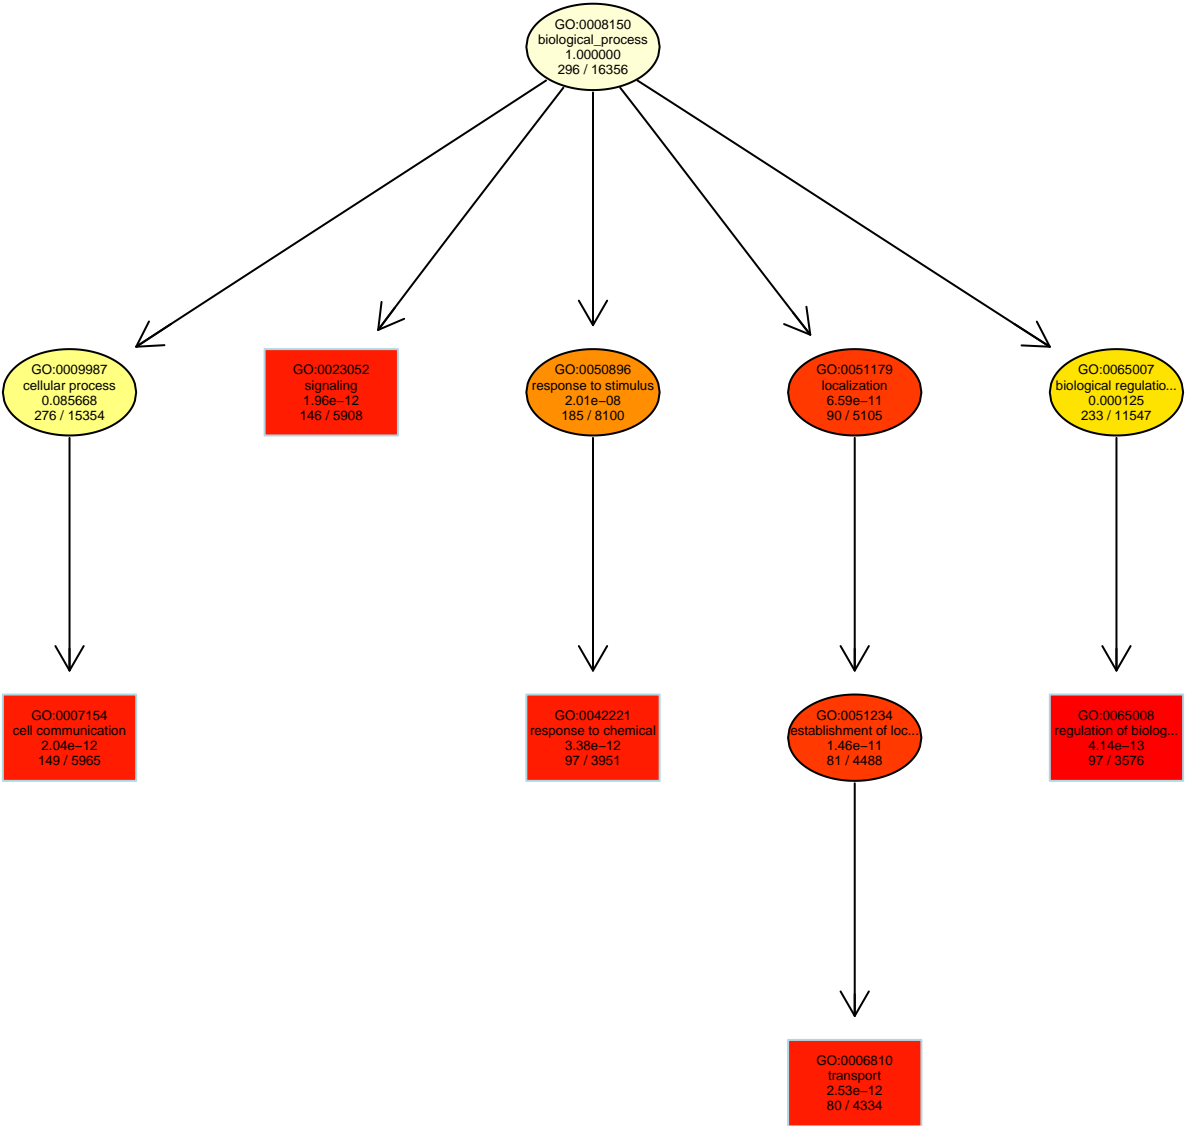 GO:0008150
biological_process
1.000000
296 / 16356
GO:0009987
cellular process
0.085668
276 / 15354
GO:0023052
signaling
1.96e−12
146 / 5908
GO:0050896
response to stimulus
2.01e−08
185 / 8100
GO:0051179
localization
6.59e−11
90 / 5105
GO:0065007
biological regulatio...
0.000125
233 / 11547
GO:0007154
cell communication
2.04e−12
149 / 5965
GO:0042221
response to chemical
3.38e−12
97 / 3951
GO:0051234
establishment of loc...
1.46e−11
81 / 4488
GO:0065008
regulation of biolog...
4.14e−13
97 / 3576
GO:0006810
transport
2.53e−12
80 / 4334